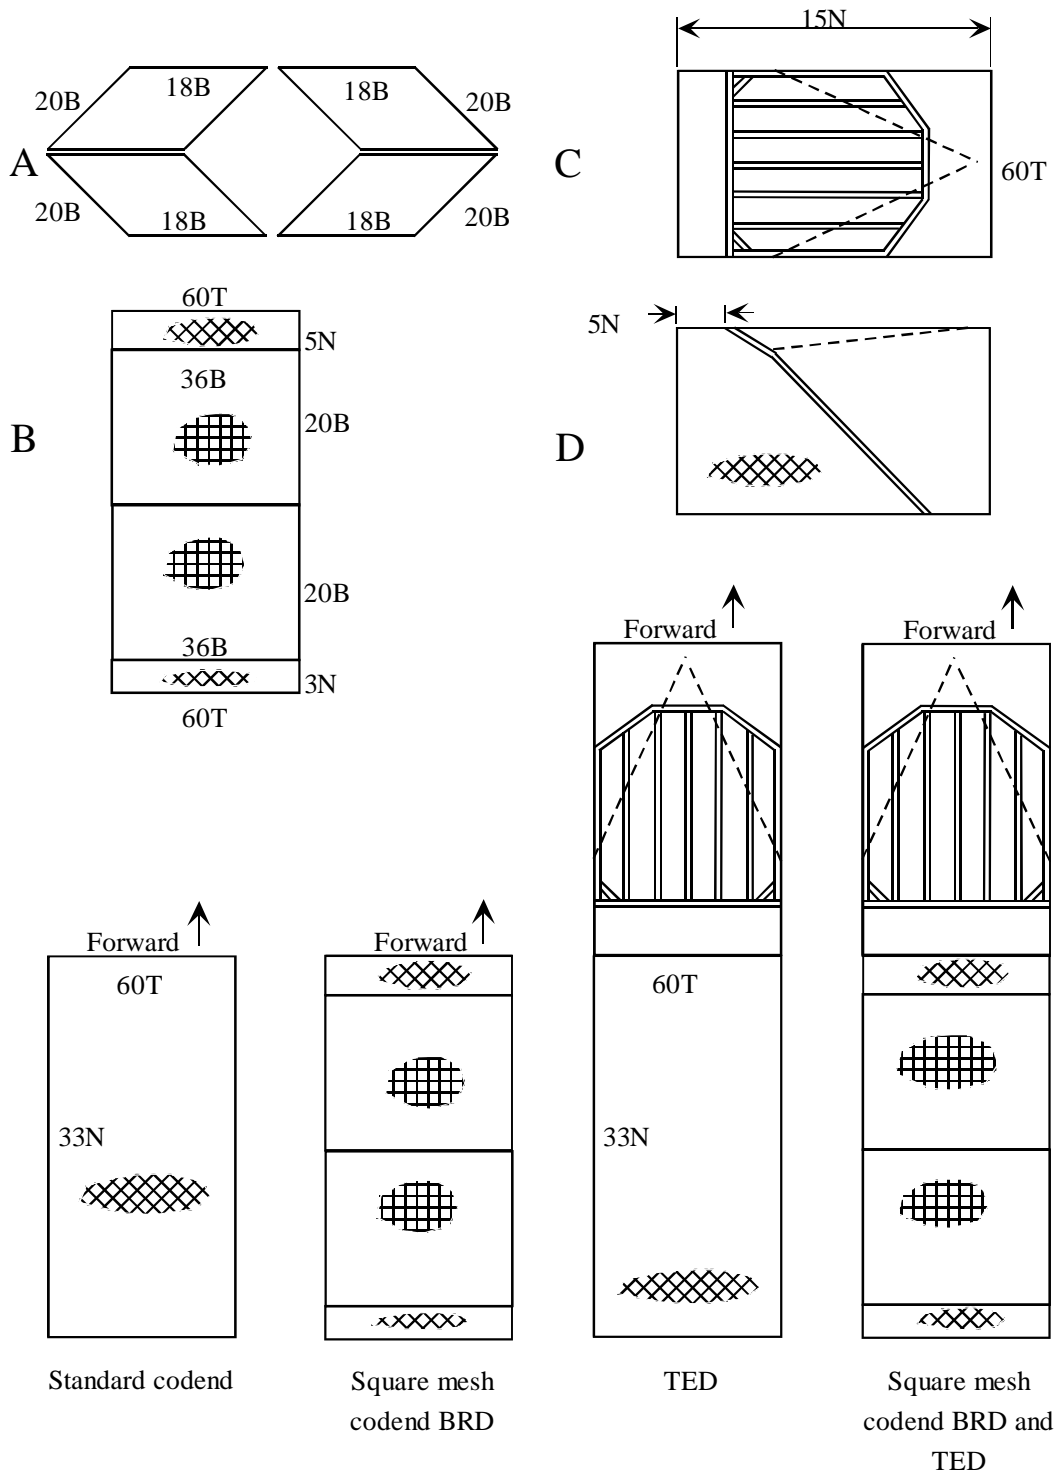 A
20B
18B
18B
20B
20B
18B
18B
20B
B
60T
5N
36B
20B
20B
36B
3N
60T
C
15N
60T
D
5N
Forward
60T
33N
Standard codend
Forward
Square mesh
codend BRD
Forward
60T
33N
TED
Forward
Square mesh
codend BRD and
TED